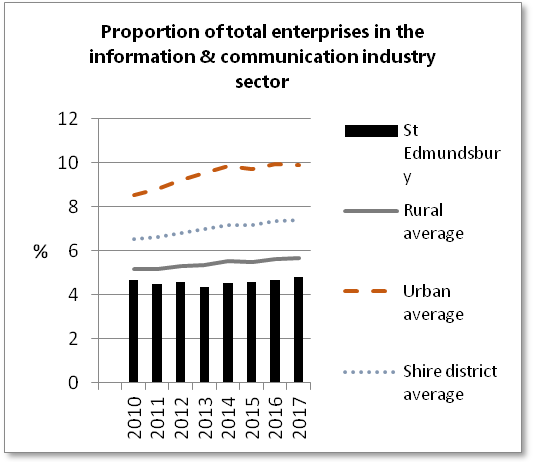 Proportion of total enterprises in the
information & communication industry
sector
12
10
8
6
4
2
0
%
2010
2011
2012
2013
2014
2015
2016
2017
St
Edmundsbur
y
Rural
average
Urban
average
Shire district
average